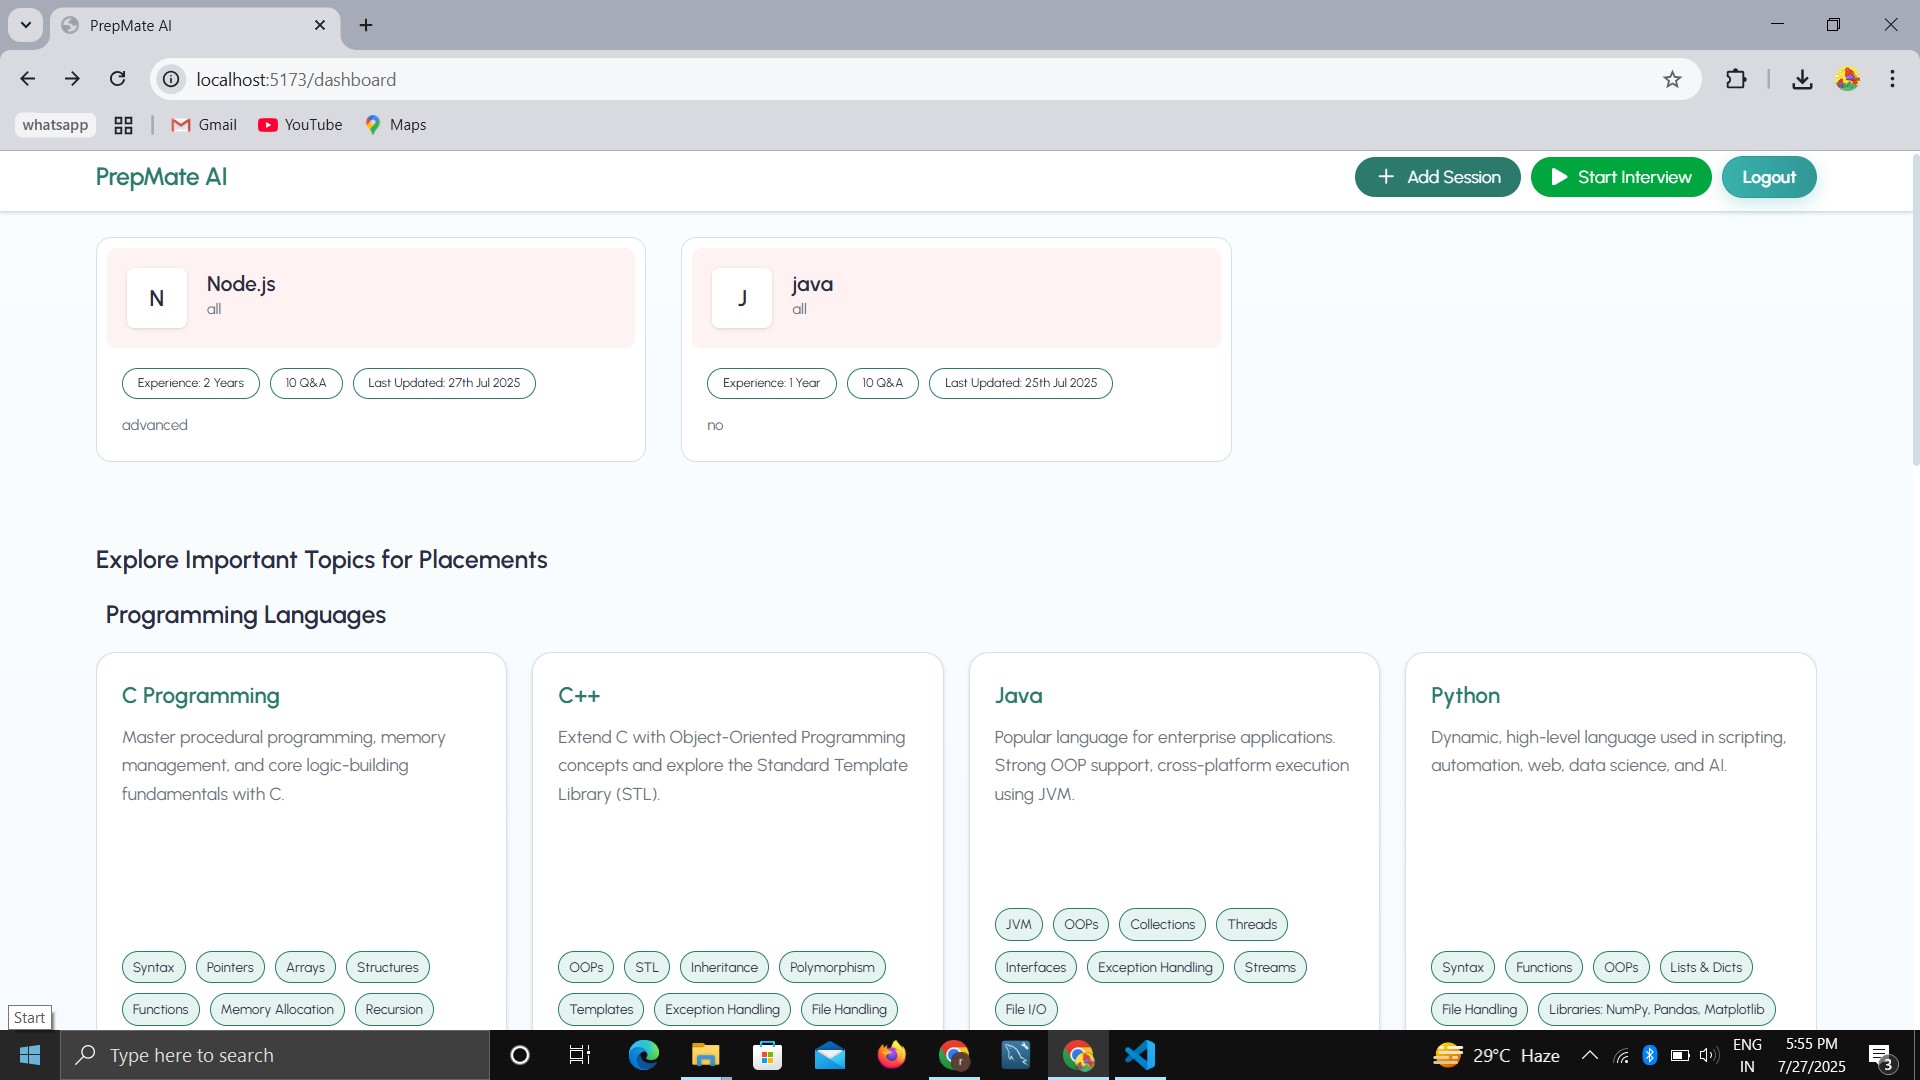 PrepMate AI
localhost:5173/dashboard
whatsapp
Gmail
YouTube
Maps
PrepMate AI
+ Add Session
Start Interview
Logout
N
Node.js
all
Experience: 2 Years
10 Q&A
Last Updated: 27th Jul 2025
advanced
J
java
all
Experience: 1 Year
10 Q&A
Last Updated: 25th Jul 2025
no
Explore Important Topics for Placements
Programming Languages
C Programming
Master procedural programming, memory
management, and core logic-building
fundamentals with C.
Syntax
Pointers
Arrays
Structures
Functions
Memory Allocation
Recursion
C++
Extend C with Object-Oriented Programming
concepts and explore the Standard Template
Library (STL).
OOPs
STL
Inheritance
Polymorphism
Templates
Exception Handling
File Handling
Java
Popular language for enterprise applications.
Strong OOP support, cross-platform execution
using JVM.
JVM
OOPs
Collections
Threads
Interfaces
Exception Handling
Streams
File I/O
Python
Dynamic, high-level language used in scripting,
automation, web, data science, and AI.
Syntax
Functions
OOPs
Lists & Dicts
File Handling
Libraries: NumPy, Pandas, Matplotlib
Start
Type here to search
r
29°C Haze
ENG
IN
5:55 PM
7/27/2025
3